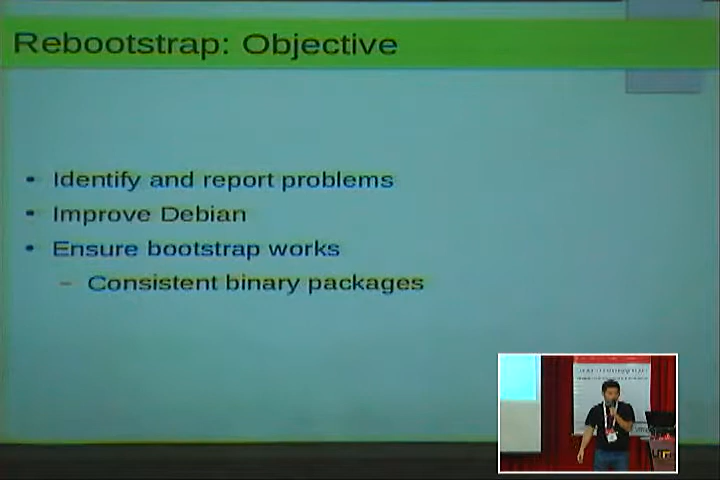 Rebootstrap: Objective
• Identify and report problems
• Improve Debian
• Ensure bootstrap works
– Consistent binary packages